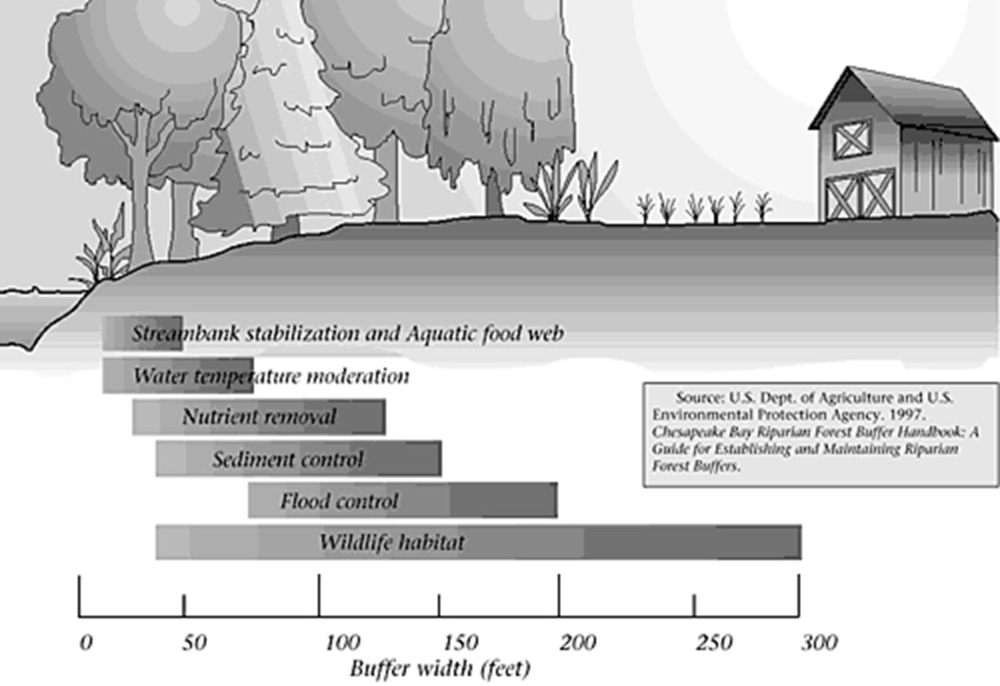 Streambank stabilization and Aquatic food web
Water temperature moderation
Nutrient removal
Sediment control
Flood control
Wildlife habitat
Source: U.S. Dept. of Agriculture and U.S.
Environmental Protection Agency. 1997.
Chesapeake Bay Riparian Forest Buffer Handbook: A
Guide for Establishing and Maintaining Riparian
Forest Buffers.
0 50 100 150 200 250 300
Buffer width (feet)